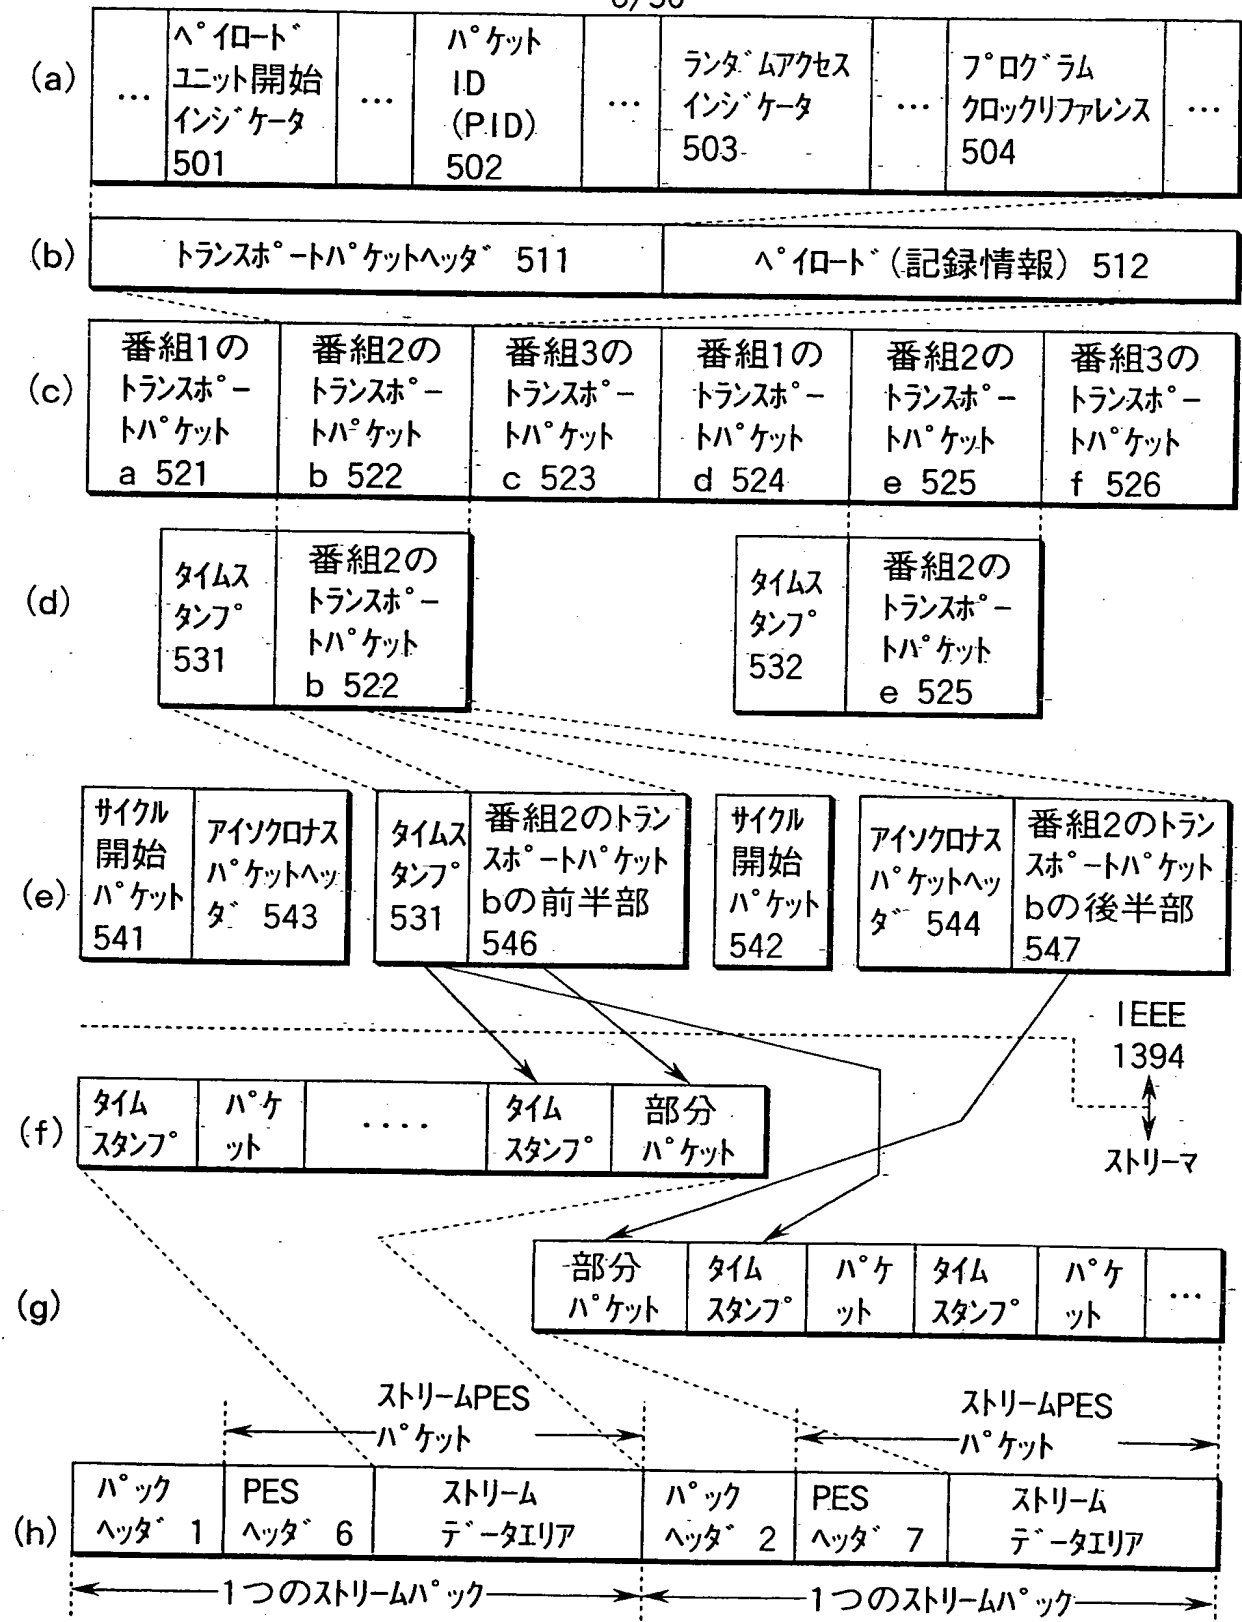 (a)
…
ペイロード
ユニット開始
インジケータ
501
…
パケット
ID
(PID)
502
…
ランダムアクセス
インジケータ
503
…
プログラム
クロックリファレンス
504
…
(b)
トランスポートパケットヘッダ 511
ペイロード(記録情報) 512
(c)
番組1の
トランスポー
トパケット
a 521
番組2の
トランスポー
トパケット
b 522
番組3の
トランスポー
トパケット
c 523
番組1の
トランスポー
トパケット
d 524
番組2の
トランスポー
トパケット
e 525
番組3の
トランスポー
トパケット
f 526
(d)
タイムス
タンプ
531
番組2の
トランスポー
トパケット
b 522
タイムス
タンプ
532
番組2の
トランスポー
トパケット
e 525
(e)
サイクル
開始
パケット
541
アイソクロナス
パケットヘッ
ダ 543
タイムス
タンプ
531
番組2のトラン
スポートパケット
bの前半部
546
サイクル
開始
パケット
542
アイソクロナス
パケットヘッ
ダ 544
番組2のトラン
スポートパケット
bの後半部
547
IEEE
1394
ストリーマ
(f)
タイム
スタンプ
パケ
ット
‥‥
タイム
スタンプ
部分
パケット
(g)
部分
パケット
タイム
スタンプ
パケ
ット
タイム
スタンプ
パケ
ット
…
ストリームPES
パケット
ストリームPES
パケット
(h)
パック
ヘッダ 1
PES
ヘッダ 6
ストリーム
データエリア
パック
ヘッダ 2
PES
ヘッダ 7
ストリーム
データエリア
1つのストリームパック
1つのストリームパック